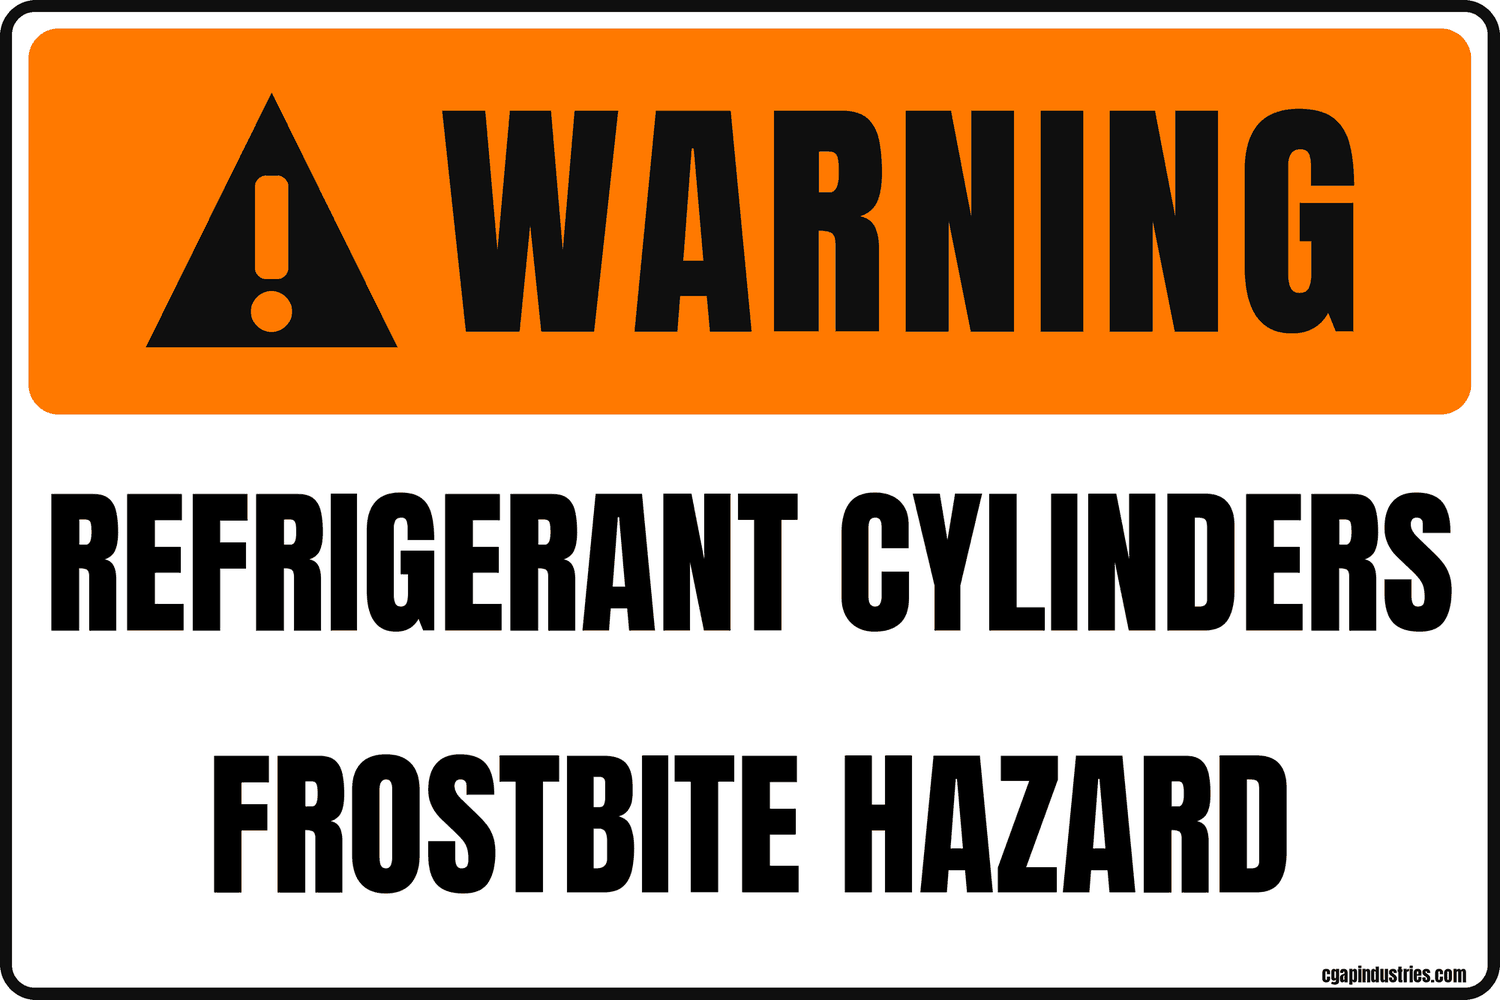 WARNING
REFRIGERANT CYLINDERS
FROSTBITE HAZARD
cgapindustries.com